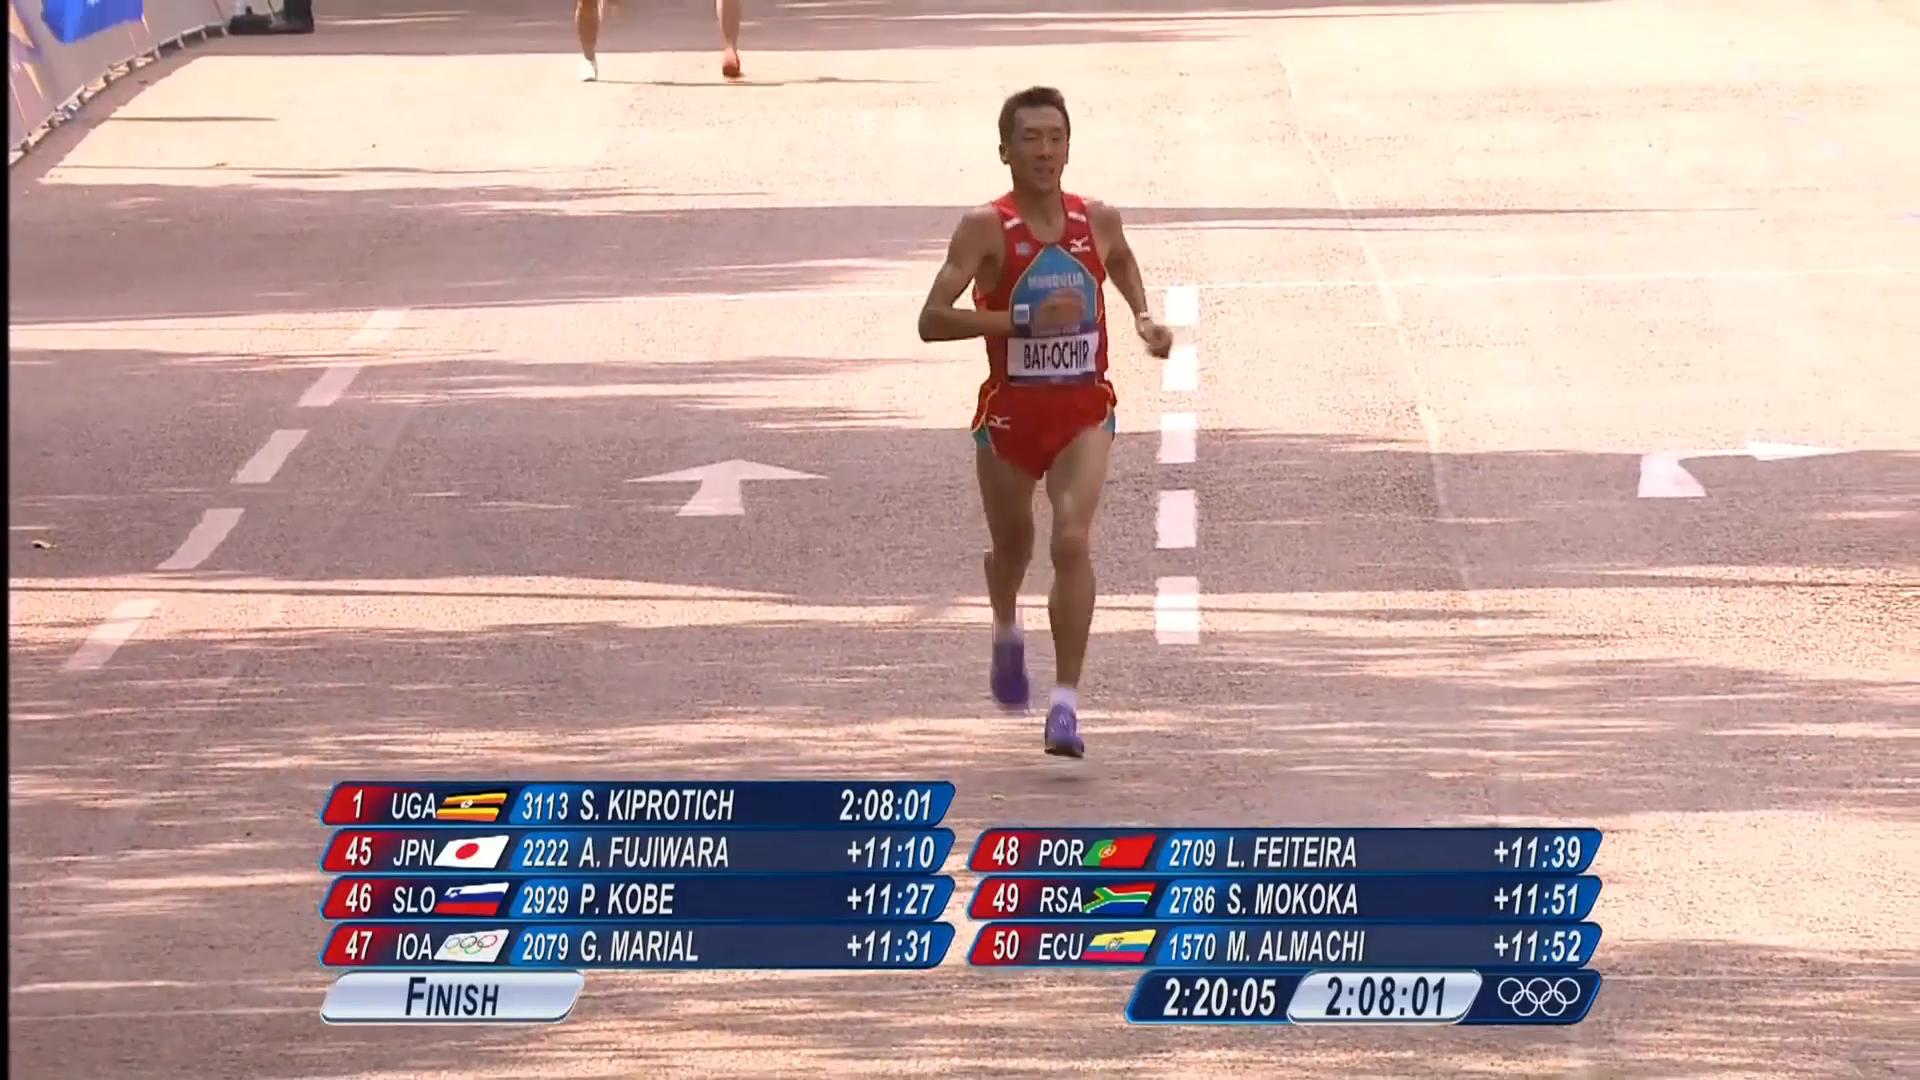 MONGOLIA
BAT-OCHIR
1 UGA 3113 S. KIPROTICH 2:08:01
45 JPN 2222 A. FUJIWARA +11:10
46 SLO 2929 P. KOBE +11:27
47 IOA 2079 G. MARIAL +11:31
48 POR 2709 L. FEITEIRA +11:39
49 RSA 2786 S. MOKOKA +11:51
50 ECU 1570 M. ALMACHI +11:52
FINISH
2:20:05 2:08:01